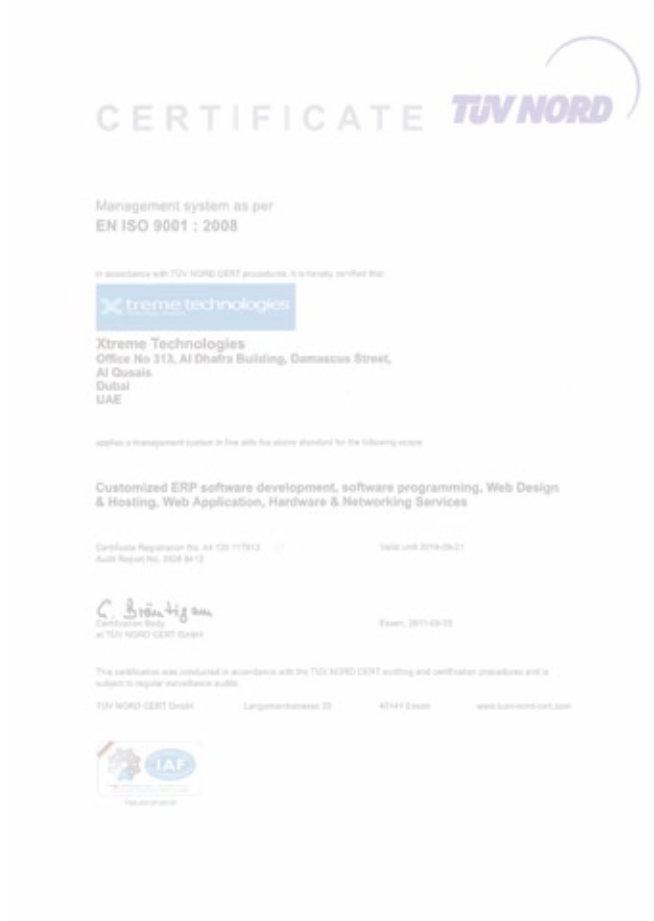 CERTIFICATE
TÜV NORD
Management system as per
EN ISO 9001 : 2008
In accordance with TÜV NORD CERT procedures, it is hereby certified that
Xtreme technologies
Xtreme Technologies
Office No 313, Al Dhafra Building, Damascus Street,
Al Qusais
Dubai
UAE
applies a management system in line with the above standard for the following scope
Customized ERP software development, software programming, Web Design
& Hosting, Web Application, Hardware & Networking Services
Certificate Registration No. 44 100
Audit Report No.
Valid until
C. Bräutigam
Certification Body
at TÜV NORD CERT GmbH
Essen,
This certification was conducted in accordance with the TÜV NORD CERT auditing and certification procedures and is
subject to regular surveillance audits.
TÜV NORD CERT GmbH
Langemarckstrasse 20
45141 Essen
www.tuev-nord-cert.com
IAF